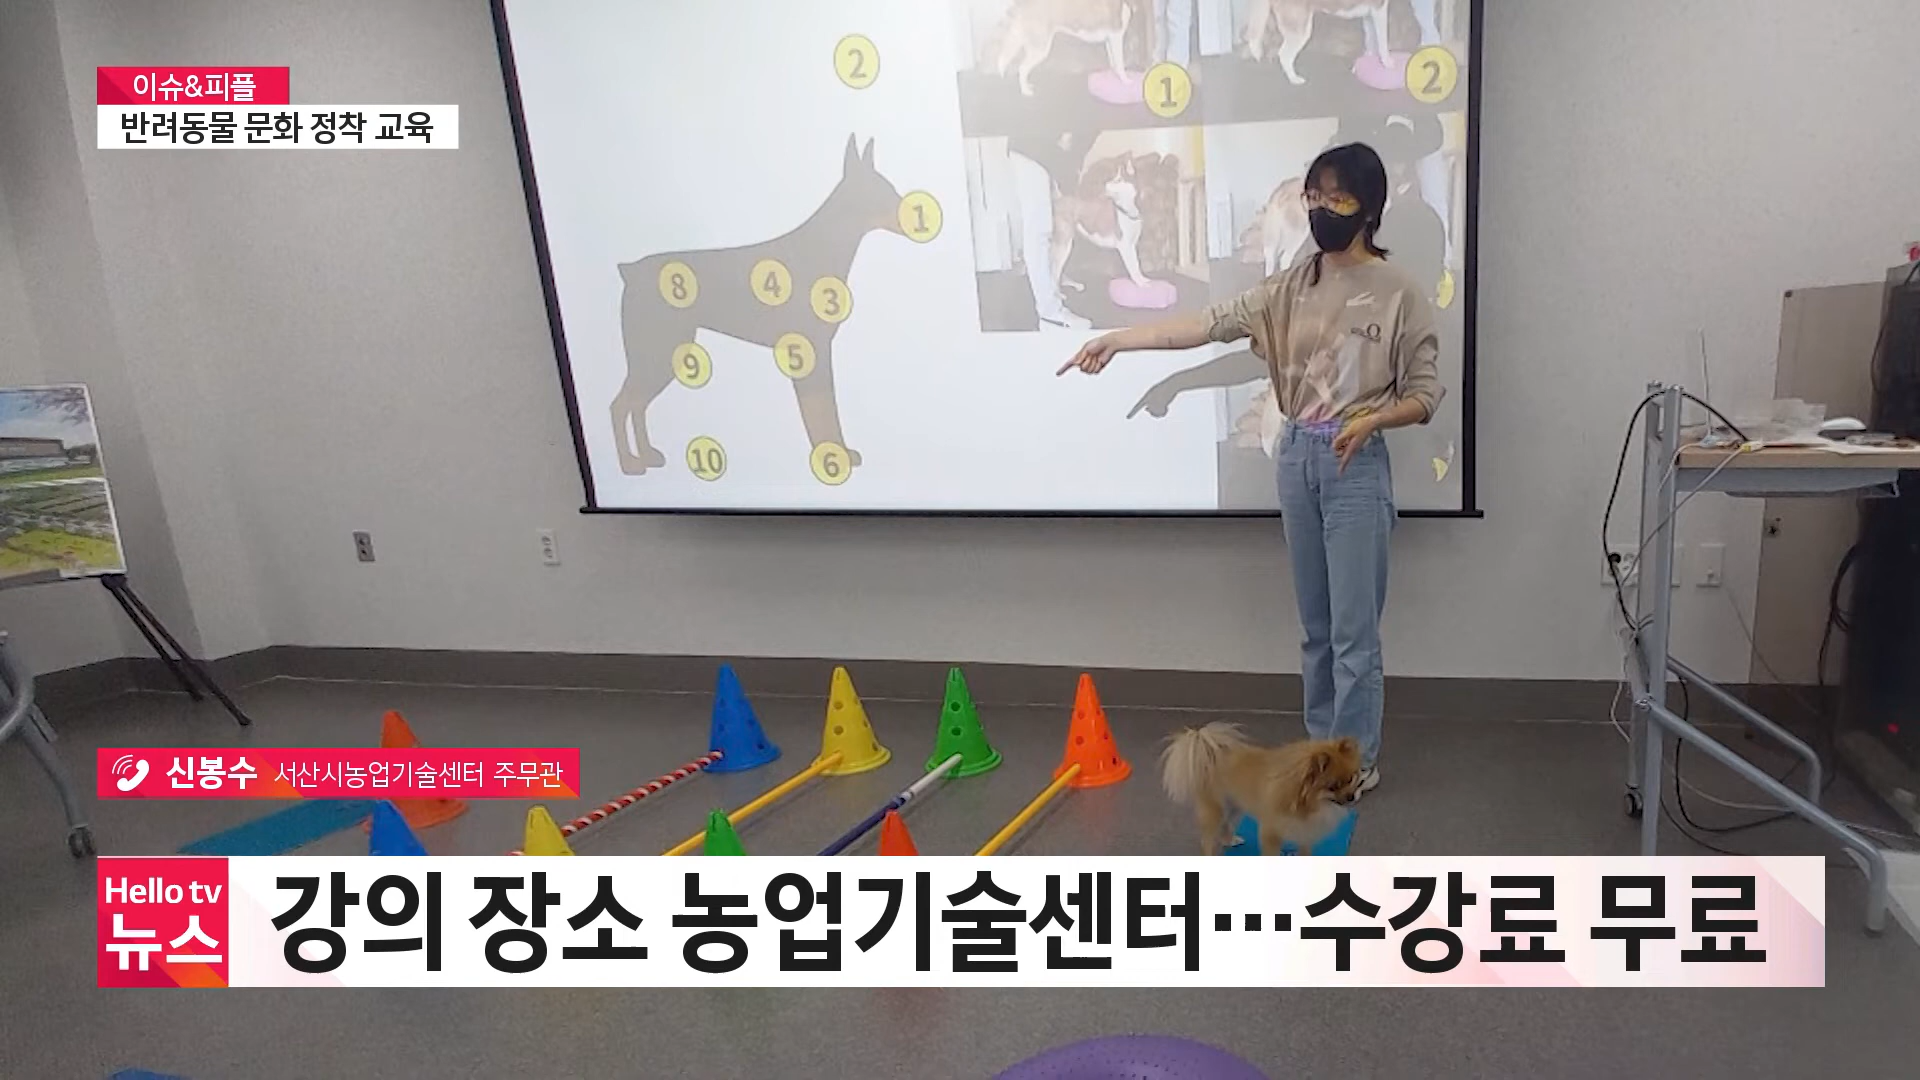 이슈&피플
반려동물 문화 정착 교육
2
1
2
1
8
4
3
9
5
10
6
신봉수 서산시농업기술센터 주무관
Hello tv
뉴스
강의 장소 농업기술센터…수강료 무료